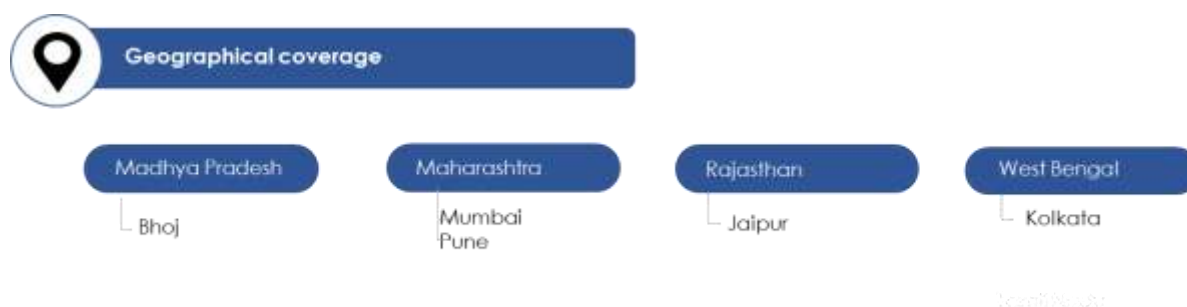 Geographical coverage
Madhya Pradesh
Bhoj
Maharashtra
Mumbai
Pune
Rajasthan
Jaipur
West Bengal
Kolkata